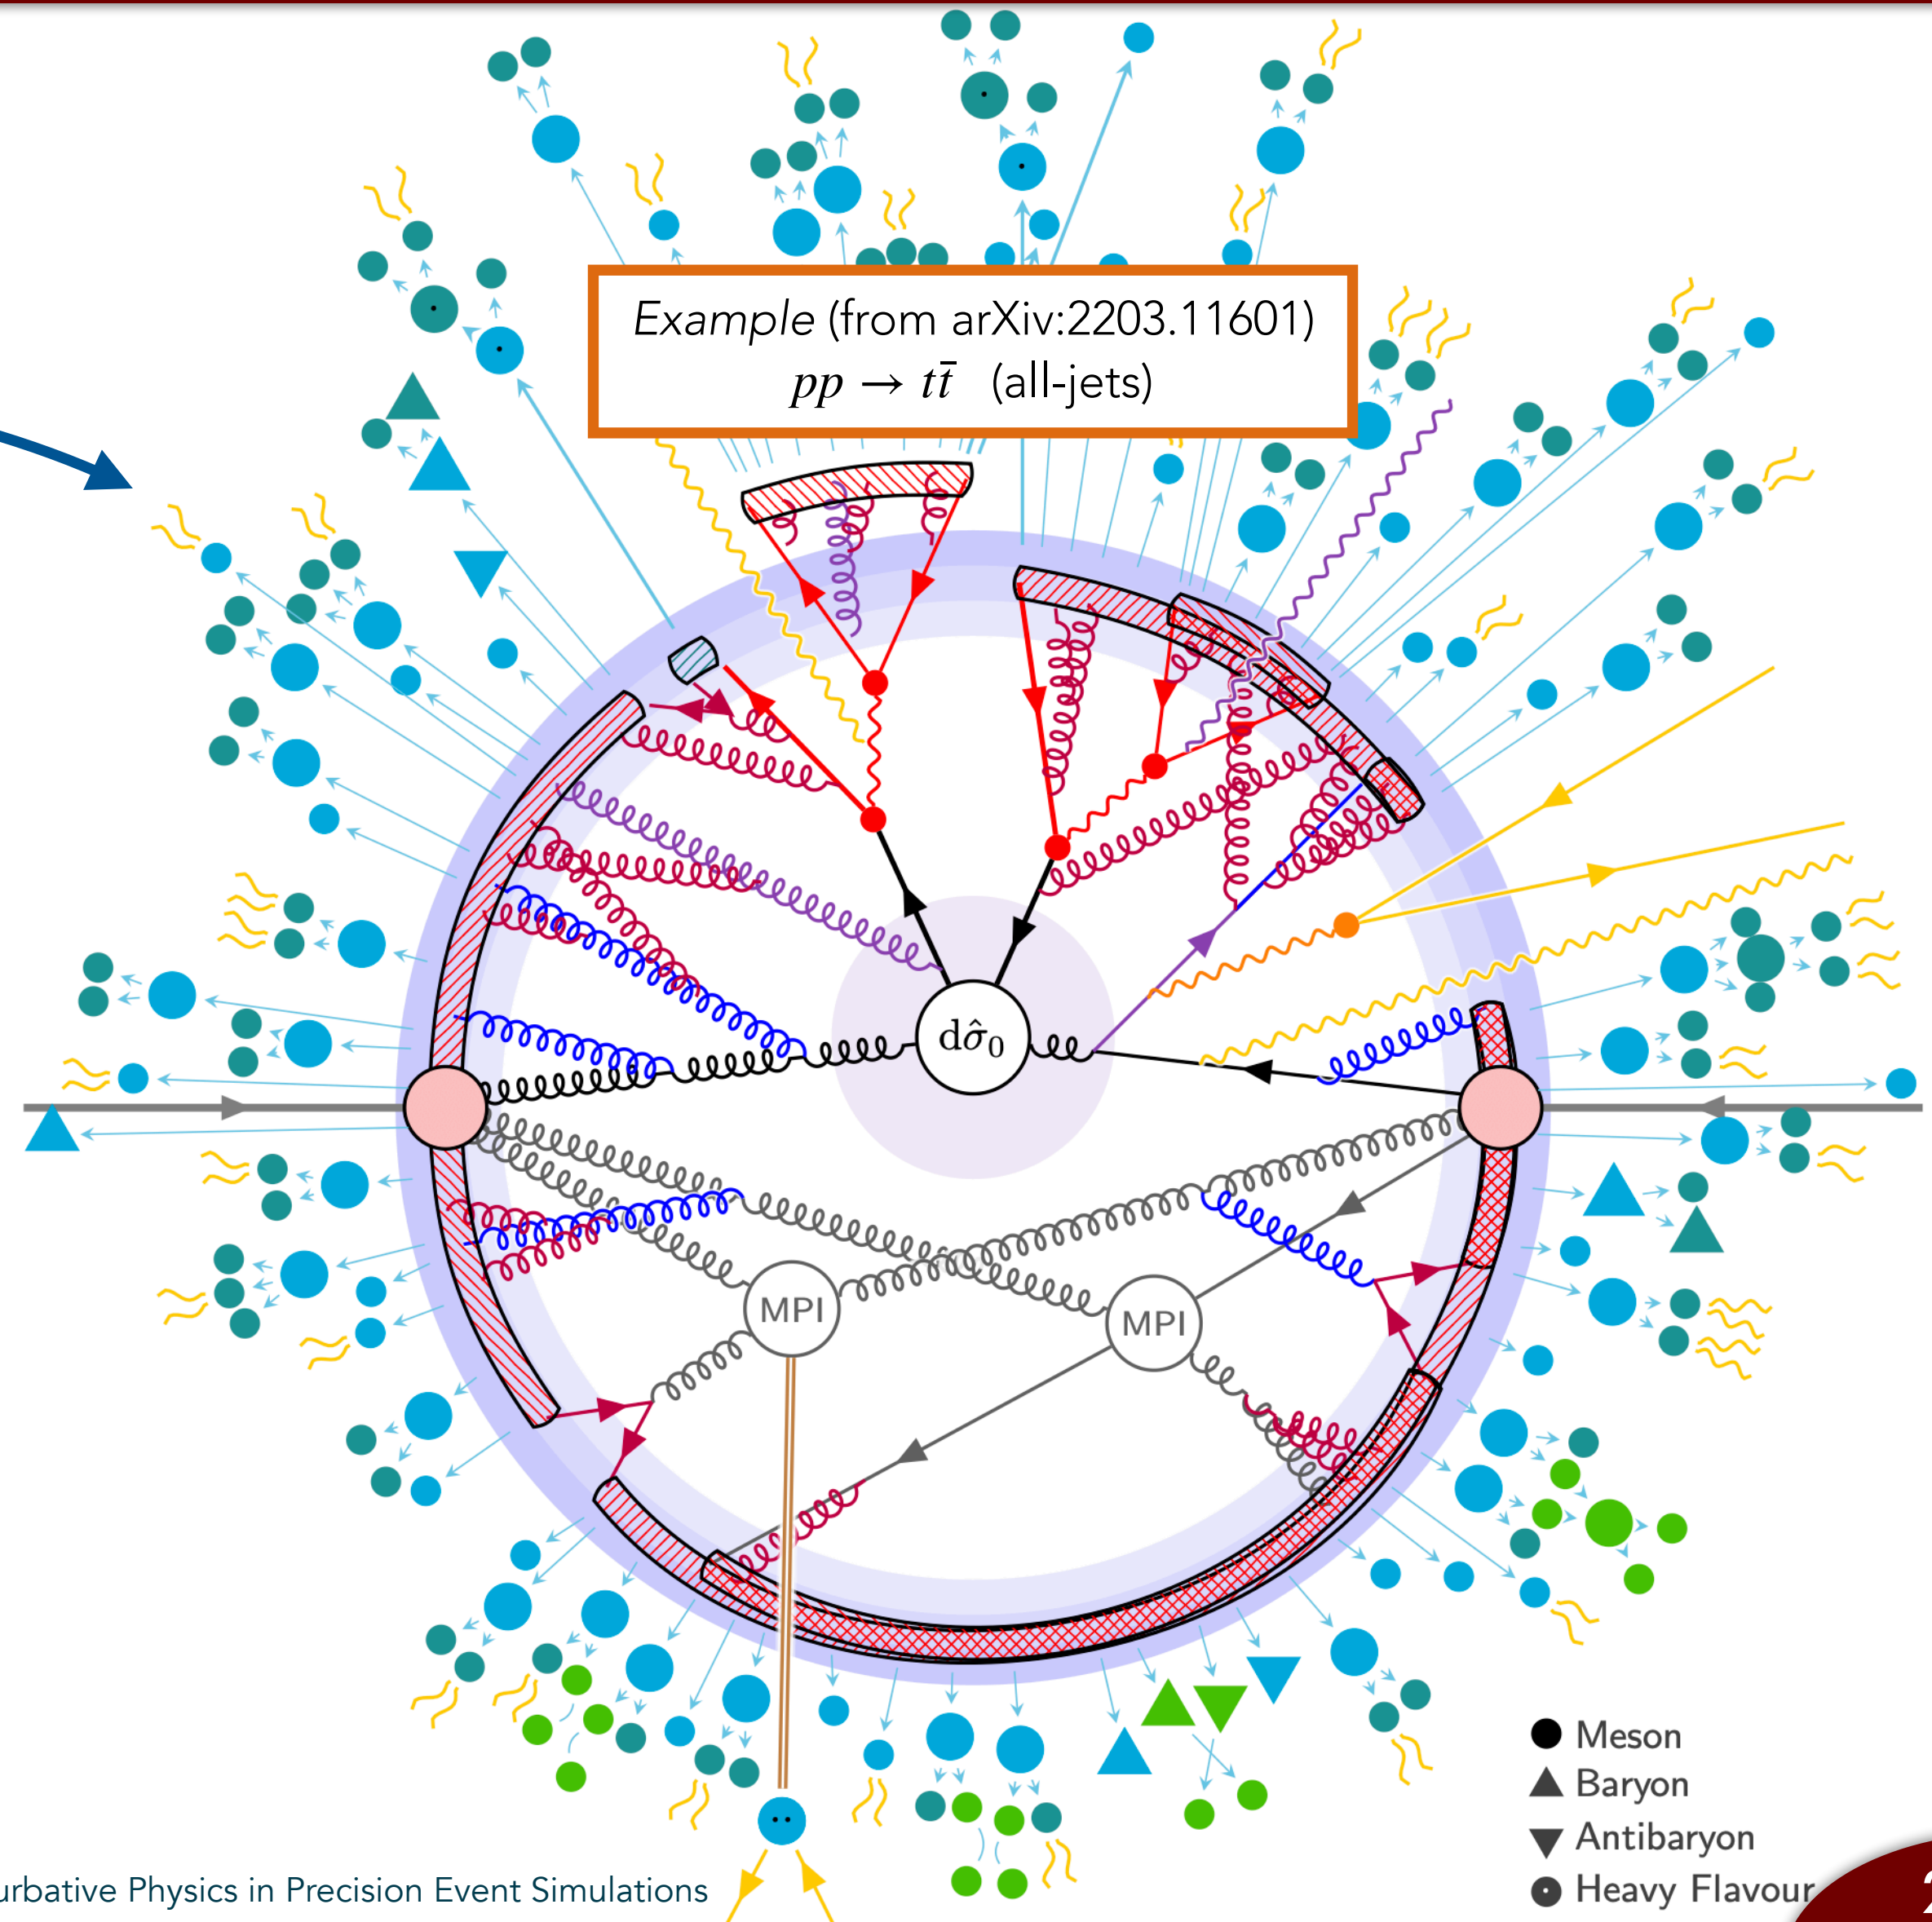 Example (from arXiv:2203.11601)
pp → tt̄ (all-jets)
dσ̂₀
MPI
MPI
Meson
Baryon
Antibaryon
Heavy Flavour
Physics in Precision Event Simulations